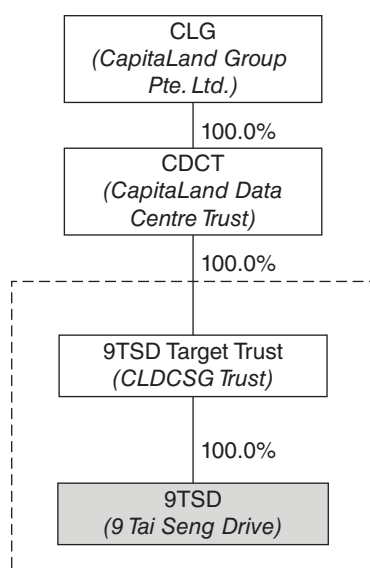 CLG
(CapitaLand Group
Pte. Ltd.)
100.0%
CDCT
(CapitaLand Data
Centre Trust)
100.0%
9TSD Target Trust
(CLDCSG Trust)
100.0%
9TSD
(9 Tai Seng Drive)